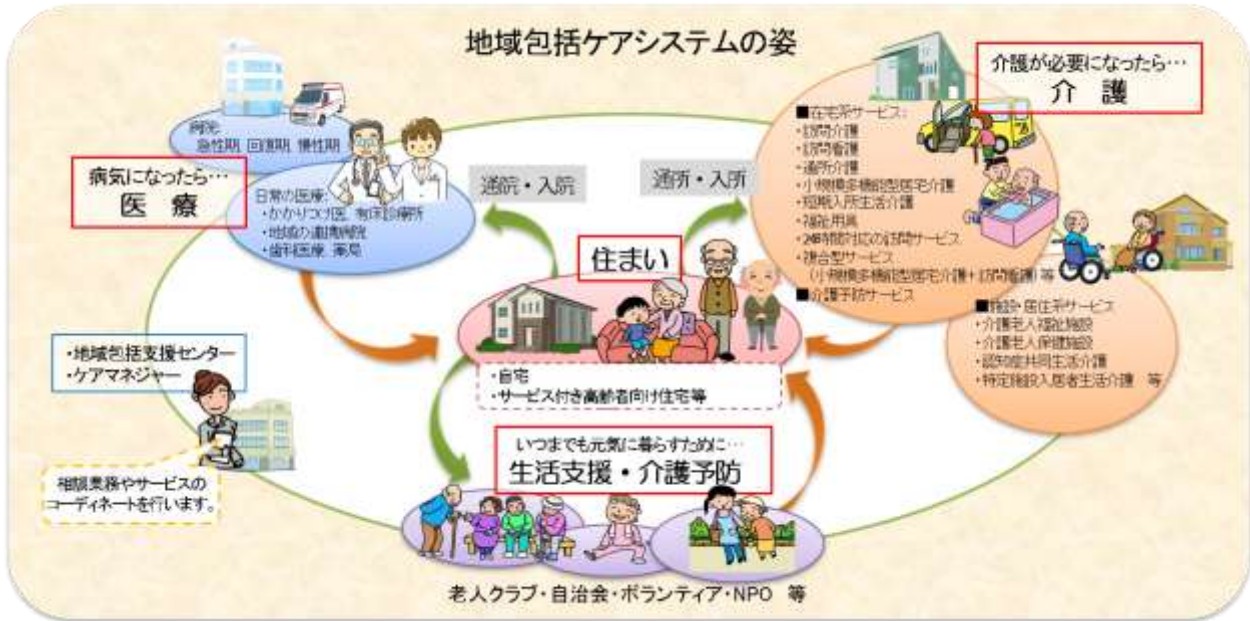 地域包括ケアシステムの姿
病気になったら…
医　療
病院:
急性期、回復期、慢性期
日常の医療:
・かかりつけ医、有床診療所
・地域の連携病院
・歯科医療、薬局
通院・入院
通所・入所
介護が必要になったら…
介　護
■在宅系サービス:
・訪問介護
・訪問看護
・通所介護
・小規模多機能型居宅介護
・短期入所生活介護
・福祉用具
・24時間対応の訪問サービス
・複合型サービス
（小規模多機能型居宅介護＋訪問看護）等
■介護予防サービス
■施設・居住系サービス
・介護老人福祉施設
・介護老人保健施設
・認知症共同生活介護
・特定施設入居者生活介護　等
住まい
・自宅
・サービス付き高齢者向け住宅等
・地域包括支援センター
・ケアマネジャー
相談業務やサービスの
コーディネートを行います。
いつまでも元気に暮らすために…
生活支援・介護予防
老人クラブ・自治会・ボランティア・NPO　等